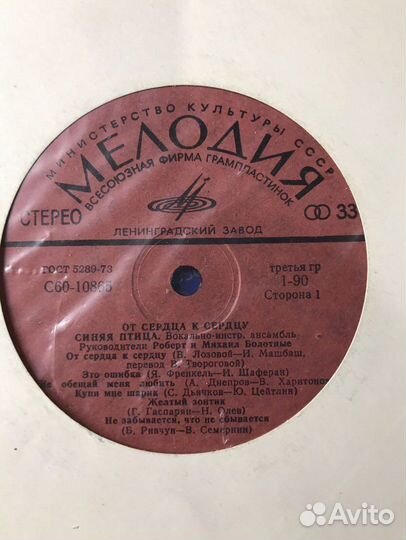 МИНИСТЕРСТВО КУЛЬТУРЫ СССР
МЕЛОДИЯ
ВСЕСОЮЗНАЯ ФИРМА ГРАМПЛАСТИНОК
СТЕРЕО
33
ЛЕНИНГРАДСКИЙ ЗАВОД
ГОСТ 5289-73
третья гр
С60-10865
1-90
Сторона 1
ОТ СЕРДЦА К СЕРДЦУ
СИНЯЯ ПТИЦА. Вокально-инстр. ансамбль
Руководители Роберт и Михаил Болотные
От сердца к сердцу (В. Лозовой—И. Машбаш,
перевод В. Твороговой)
Это ошибка (Я. Френкель—И. Шаферан)
Не обещай меня любить (А. Днепров—В. Харитонов)
Купи мне шарик (С. Дьячков—Ю. Цейтлин)
Желтый зонтик
(Г. Гаспарян—Н. Олев)
Не забывается, что не сбывается
(Б. Ривчун—В. Семернин)
Avito